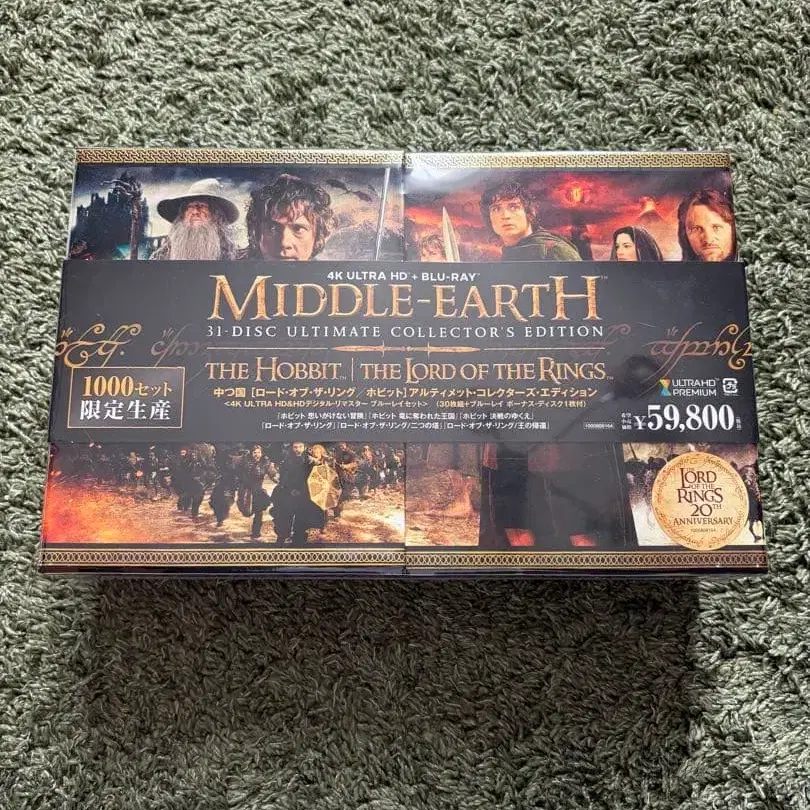 4K ULTRA HD™ + BLU-RAY™
MIDDLE-EARTH™
31-DISC ULTIMATE COLLECTOR'S EDITION
THE HOBBIT™ | THE LORD OF THE RINGS™
1000セット
限定生産
中つ国 [ロード・オブ・ザ・リング/ホビット] アルティメット・コレクターズ・エディション
<4K ULTRA HD&HDデジタル・リマスター ブルーレイセット> (30枚組+ブルーレイ ボーナス・ディスク1枚付)
「ホビット 思いがけない冒険」「ホビット 竜に奪われた王国」「ホビット 決戦のゆくえ」
「ロード・オブ・ザ・リング」「ロード・オブ・ザ・リング/二つの塔」「ロード・オブ・ザ・リング/王の帰還」
ULTRAHD™
PREMIUM
¥59,800
THE
LORD
OF THE
RINGS
20TH
ANNIVERSARY